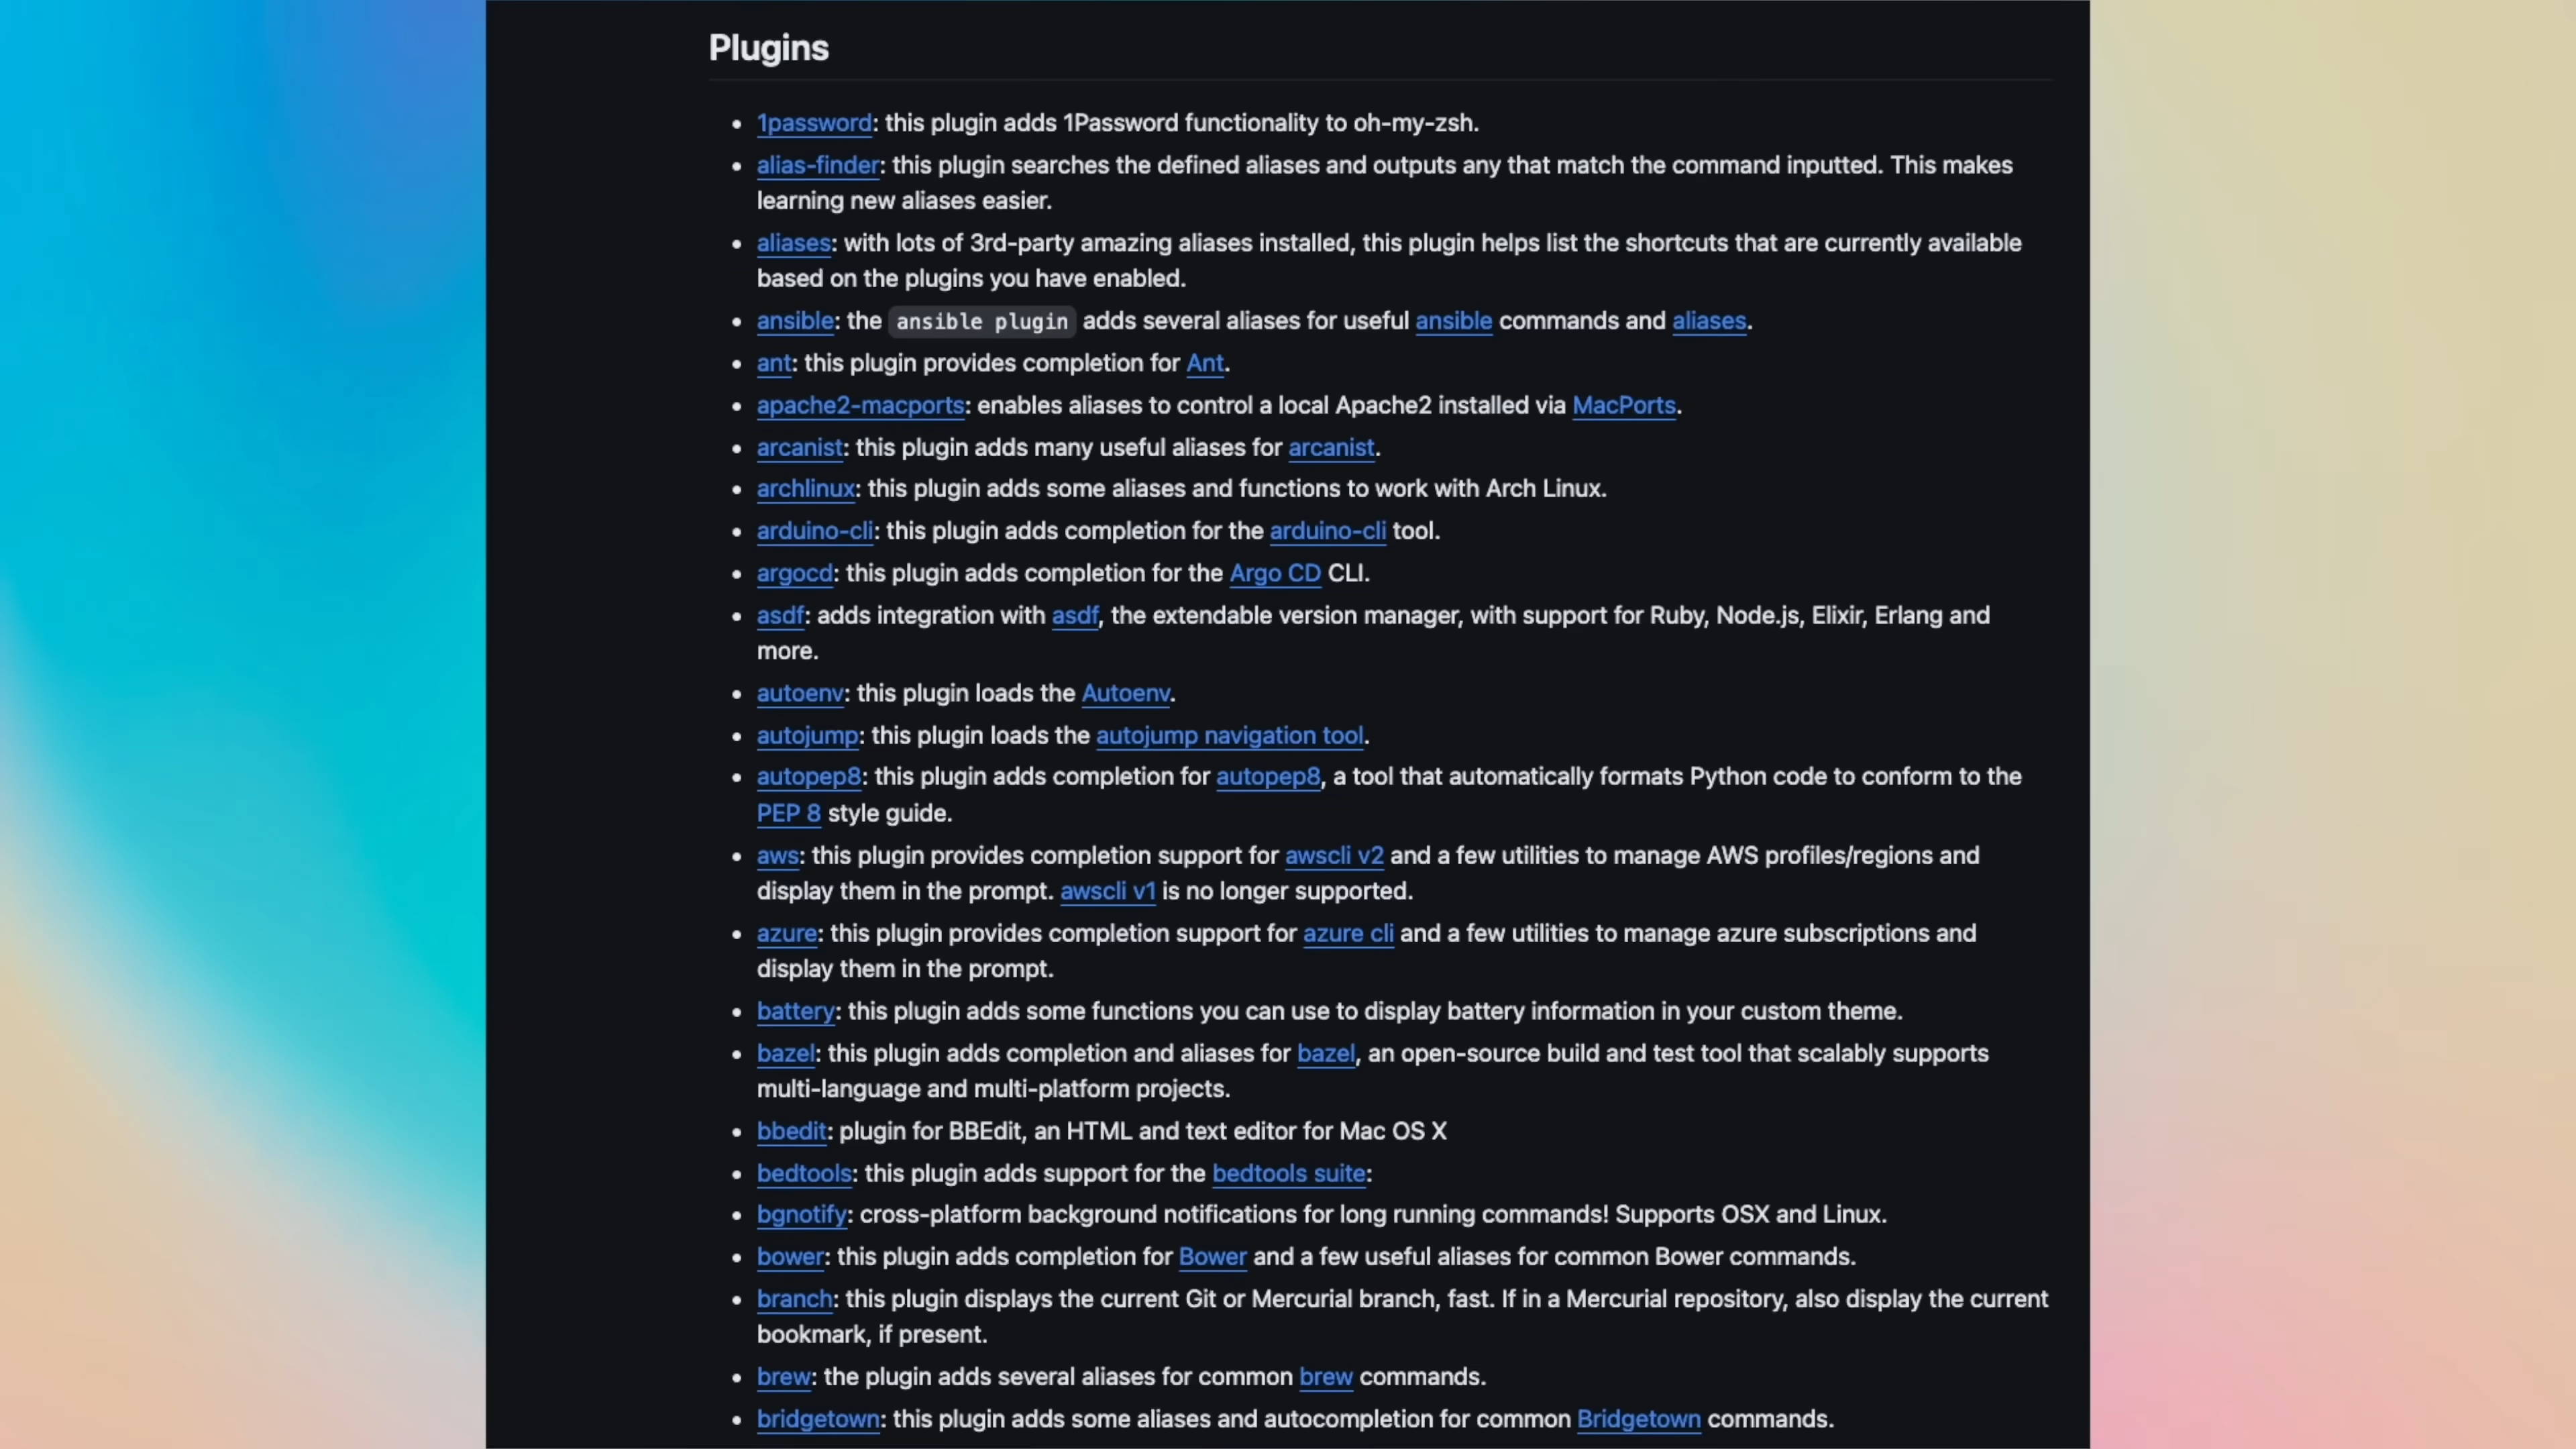 Plugins
1password: this plugin adds 1Password functionality to oh-my-zsh.
alias-finder: this plugin searches the defined aliases and outputs any that match the command inputted. This makes
learning new aliases easier.
aliases: with lots of 3rd-party amazing aliases installed, this plugin helps list the shortcuts that are currently available
based on the plugins you have enabled.
ansible: the ansible plugin adds several aliases for useful ansible commands and aliases.
ant: this plugin provides completion for Ant.
apache2-macports: enables aliases to control a local Apache2 installed via MacPorts.
arcanist: this plugin adds many useful aliases for arcanist.
archlinux: this plugin adds some aliases and functions to work with Arch Linux.
arduino-cli: this plugin adds completion for the arduino-cli tool.
argocd: this plugin adds completion for the Argo CD CLI.
asdf: adds integration with asdf, the extendable version manager, with support for Ruby, Node.js, Elixir, Erlang and
more.
autoenv: this plugin loads the Autoenv.
autojump: this plugin loads the autojump navigation tool.
autopep8: this plugin adds completion for autopep8, a tool that automatically formats Python code to conform to the
PEP 8 style guide.
aws: this plugin provides completion support for awscli v2 and a few utilities to manage AWS profiles/regions and
display them in the prompt. awscli v1 is no longer supported.
azure: this plugin provides completion support for azure cli and a few utilities to manage azure subscriptions and
display them in the prompt.
battery: this plugin adds some functions you can use to display battery information in your custom theme.
bazel: this plugin adds completion and aliases for bazel, an open-source build and test tool that scalably supports
multi-language and multi-platform projects.
bbedit: plugin for BBEdit, an HTML and text editor for Mac OS X
bedtools: this plugin adds support for the bedtools suite:
bgnotify: cross-platform background notifications for long running commands! Supports OSX and Linux.
bower: this plugin adds completion for Bower and a few useful aliases for common Bower commands.
branch: this plugin displays the current Git or Mercurial branch, fast. If in a Mercurial repository, also display the current
bookmark, if present.
brew: the plugin adds several aliases for common brew commands.
bridgetown: this plugin adds some aliases and autocompletion for common Bridgetown commands.